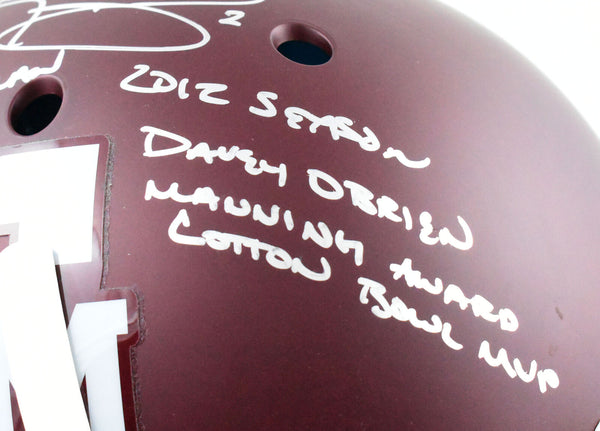 2
2012 SEASON
DAVEY OBRIEN
MANNING AWARD
COTTON BOWL MVP